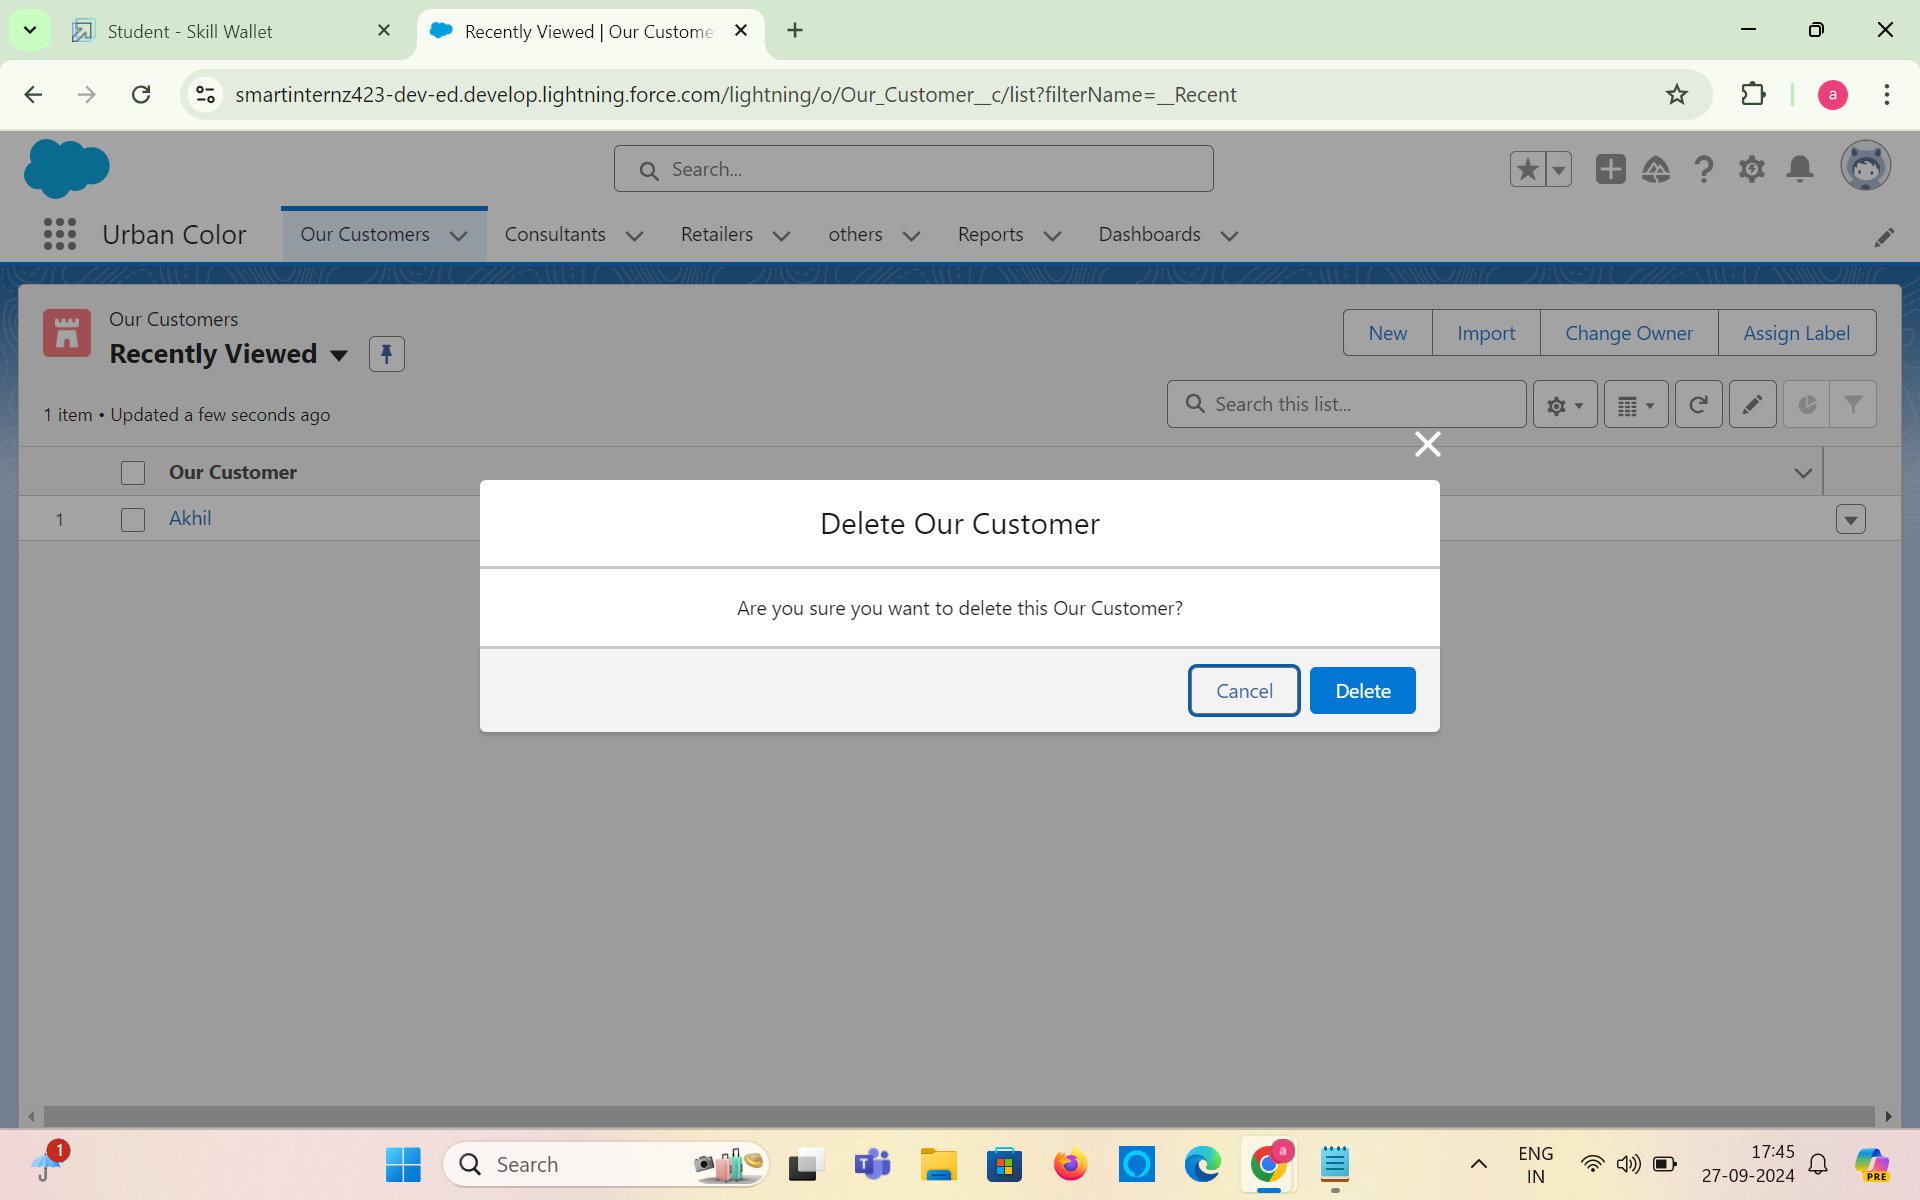 Student - Skill Wallet
Recently Viewed | Our Custome
smartinternz423-dev-ed.develop.lightning.force.com/lightning/o/Our_Customer__c/list?filterName=__Recent
a
Search...
Urban Color
Our Customers
Consultants
Retailers
others
Reports
Dashboards
Our Customers
Recently Viewed
New
Import
Change Owner
Assign Label
1 item • Updated a few seconds ago
Search this list...
Our Customer
1
Akhil
Delete Our Customer
Are you sure you want to delete this Our Customer?
Cancel
Delete
1
Search
a
ENG
IN
17:45
27-09-2024
PRE